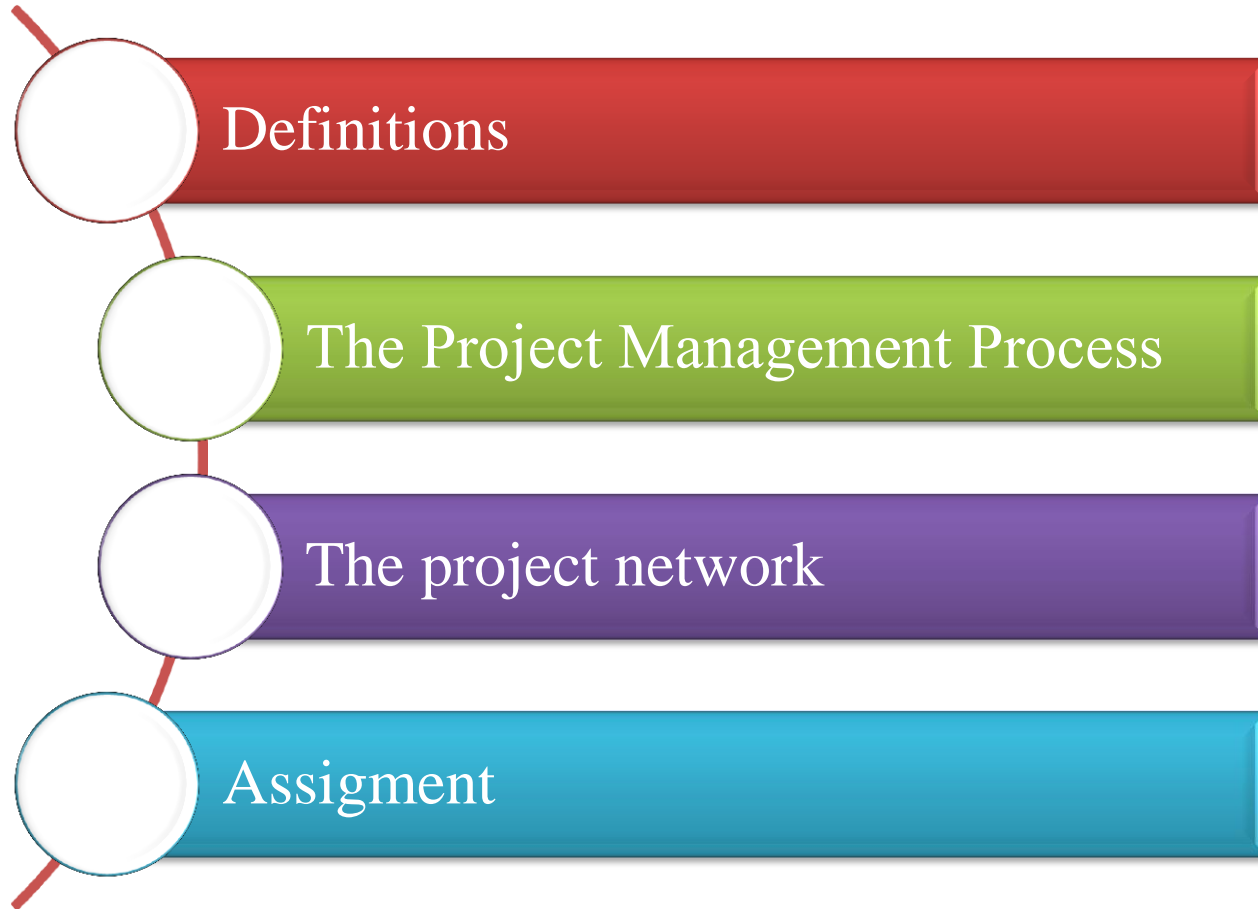 Definitions
The Project Management Process
The project network
Assigment